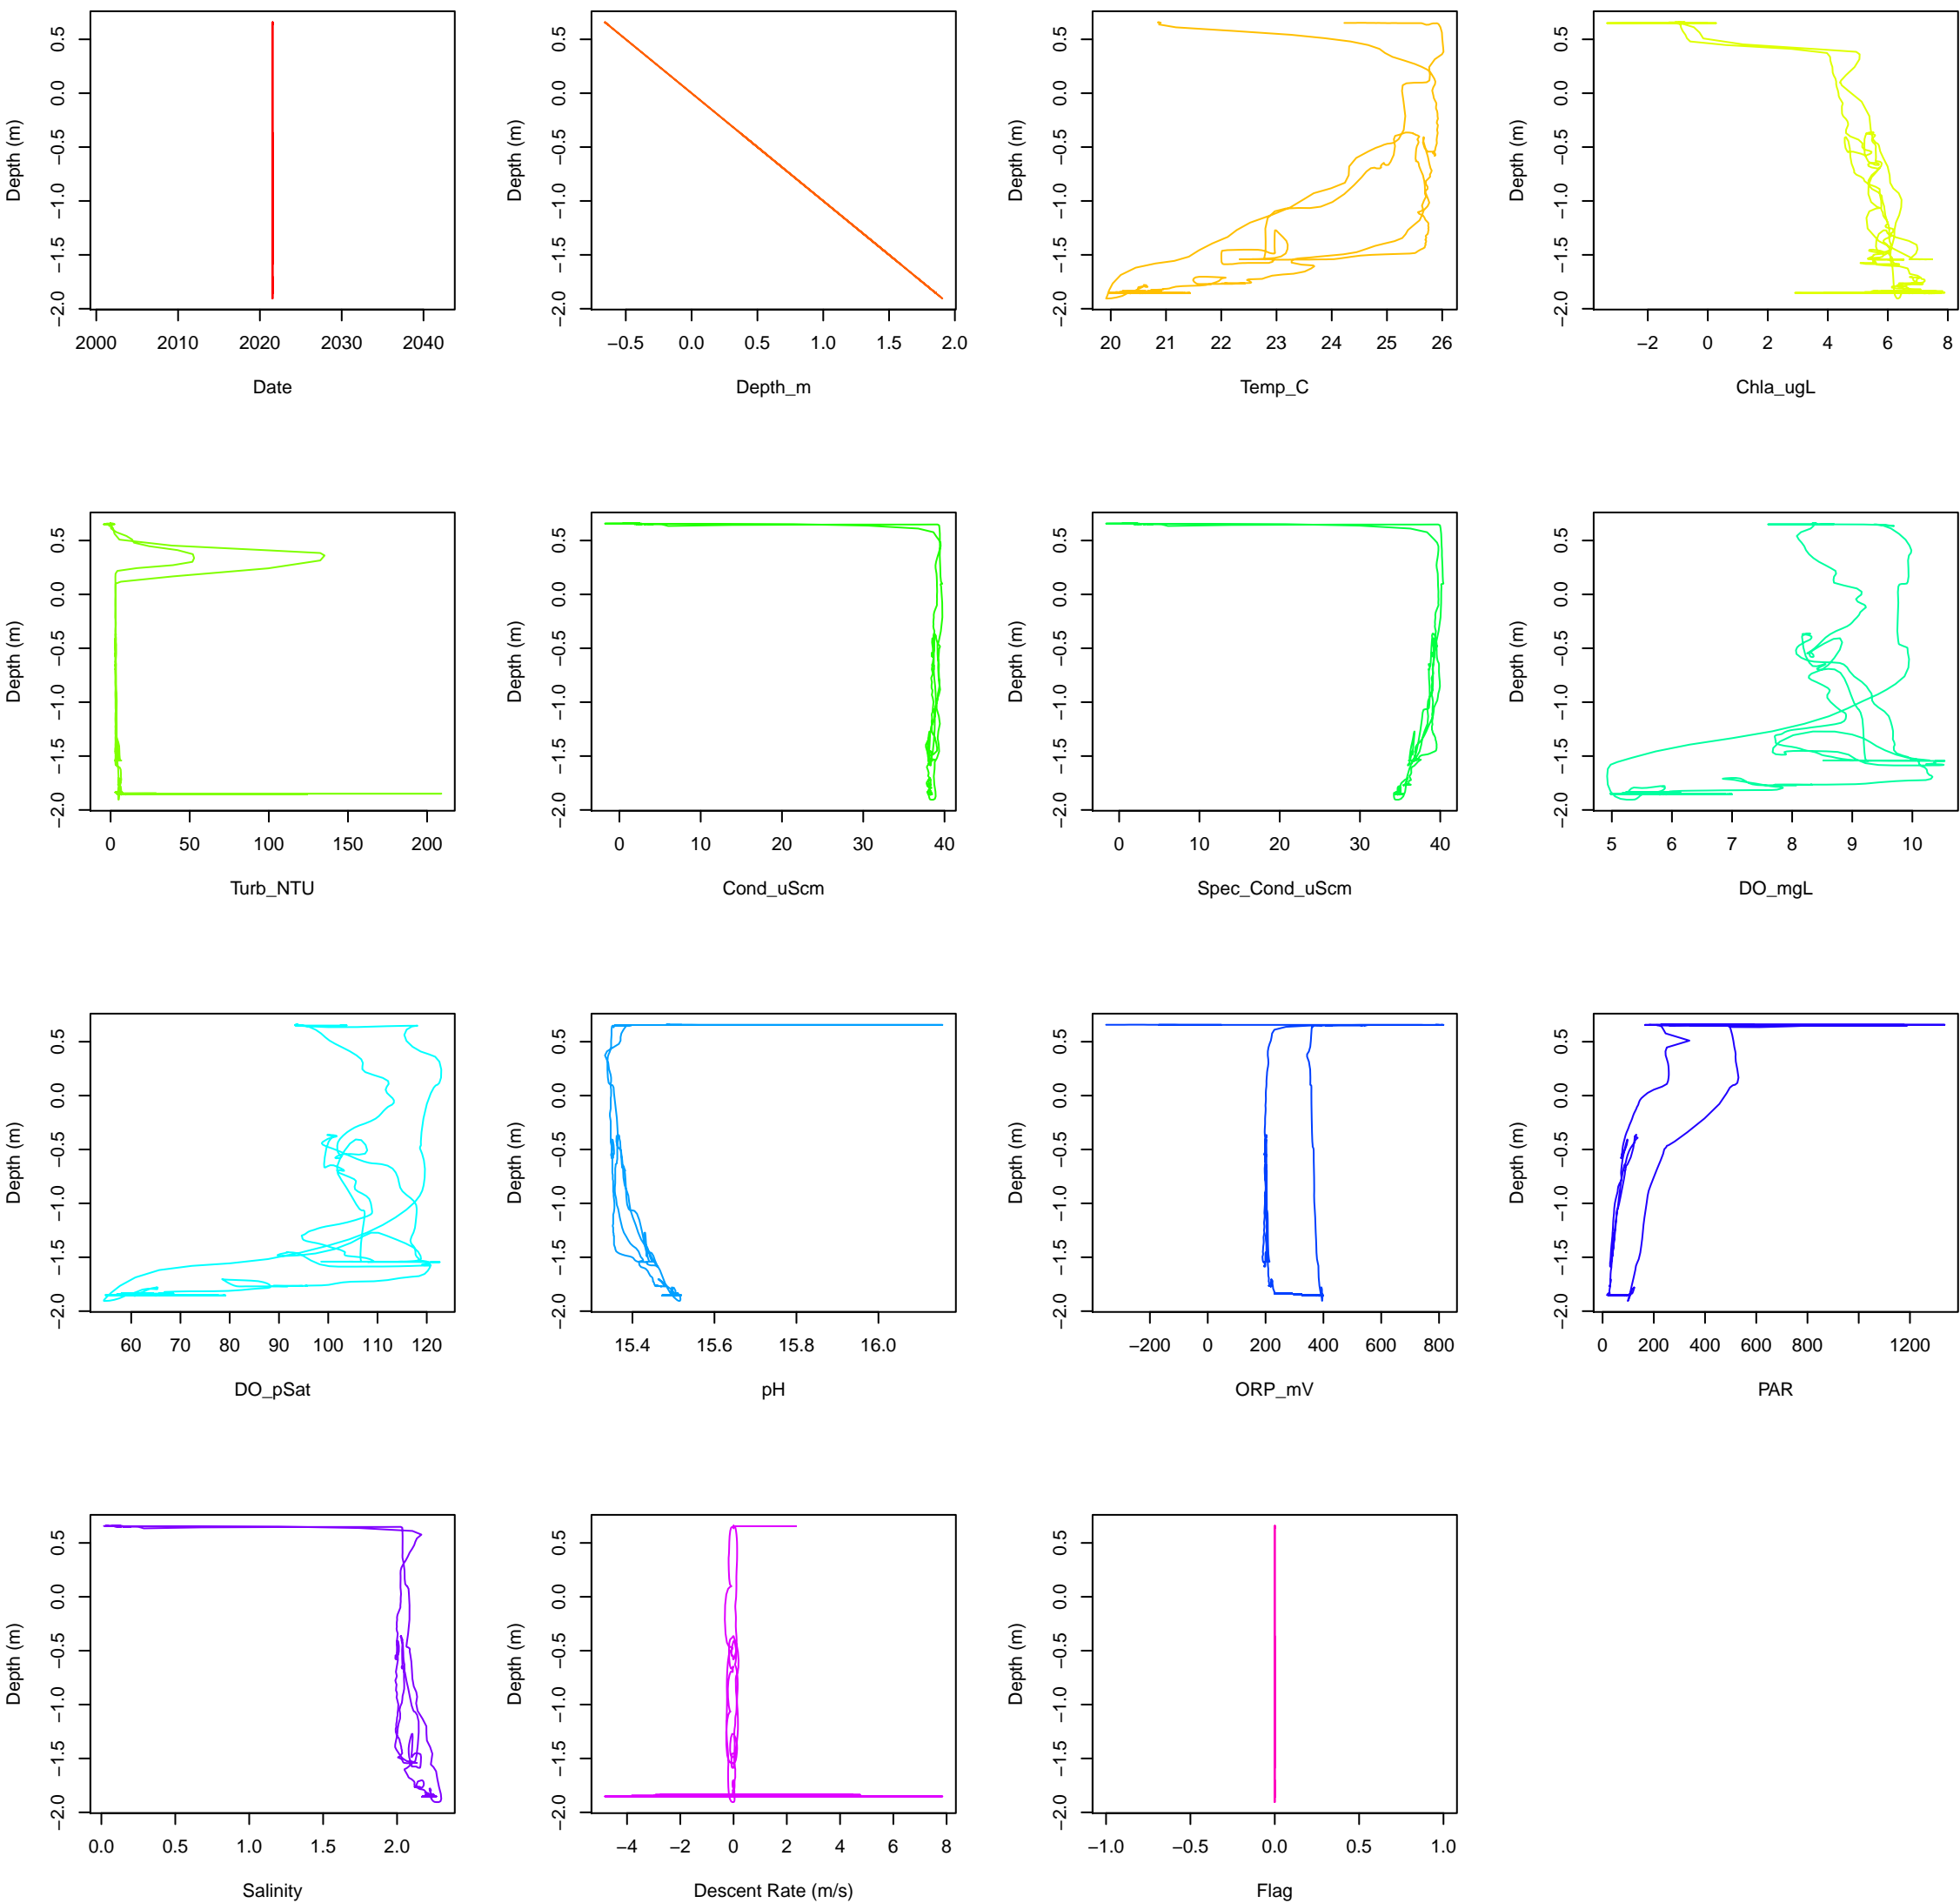 0.5 0.5 0.5 0.5
0.0 0.0 0.0 0.0
−0.5 −0.5 −0.5 −0.5
Depth (m) Depth (m) Depth (m) Depth (m)
−1.0 −1.0 −1.0 −1.0
−1.5 −1.5 −1.5 −1.5
−2.0 −2.0 −2.0 −2.0
2000 2010 2020 2030 2040 −0.5 0.0 0.5 1.0 1.5 2.0 20 21 22 23 24 25 26 −2 0 2 4 6 8
Date Depth_m Temp_C Chla_ugL
0.5 0.5 0.5 0.5
0.0 0.0 0.0 0.0
−0.5 −0.5 −0.5 −0.5
Depth (m) Depth (m) Depth (m) Depth (m)
−1.0 −1.0 −1.0 −1.0
−1.5 −1.5 −1.5 −1.5
−2.0 −2.0 −2.0 −2.0
0 50 100 150 200 0 10 20 30 40 0 10 20 30 40 5 6 7 8 9 10
Turb_NTU Cond_uScm Spec_Cond_uScm DO_mgL
0.5 0.5 0.5 0.5
0.0 0.0 0.0 0.0
−0.5 −0.5 −0.5 −0.5
Depth (m) Depth (m) Depth (m) Depth (m)
−1.0 −1.0 −1.0 −1.0
−1.5 −1.5 −1.5 −1.5
−2.0 −2.0 −2.0 −2.0
60 70 80 90 100 110 120 15.4 15.6 15.8 16.0 −200 0 200 400 600 800 0 200 400 600 800 1200
DO_pSat pH ORP_mV PAR
0.5 0.5 0.5
0.0 0.0 0.0
−0.5 −0.5 −0.5
Depth (m) Depth (m) Depth (m)
−1.0 −1.0 −1.0
−1.5 −1.5 −1.5
−2.0 −2.0 −2.0
0.0 0.5 1.0 1.5 2.0 −4 −2 0 2 4 6 8 −1.0 −0.5 0.0 0.5 1.0
Salinity Descent Rate (m/s) Flag